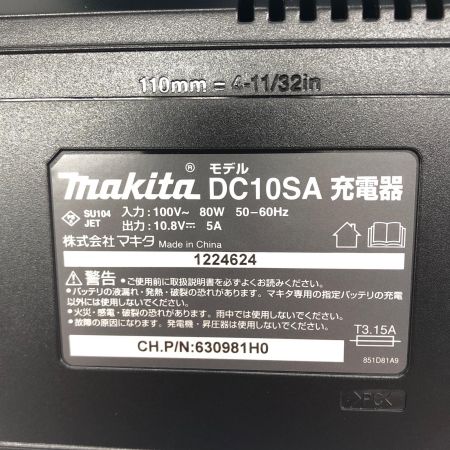 110mm = 4-11/32in
makita® モデル DC10SA 充電器
SU104 入力:100V~ 80W 50-60Hz
JET 出力:10.8V⎓ 5A
株式会社 マキタ Made in China
1224624
⚠警告 ●ご使用前に取扱説明書を必ずよくお読みください。
●バッテリの液漏れ・発熱・破裂の恐れがあります。マキタ専用の指定バッテリの充電
以外には使用しないでください。
●火災・感電・破裂の恐れがあります。雨中では使用しないでください。
●故障の原因になります。発電機・昇圧器は使用しないでください。
T3.15A
CH.P/N:630981H0
851D81A9
>PC<